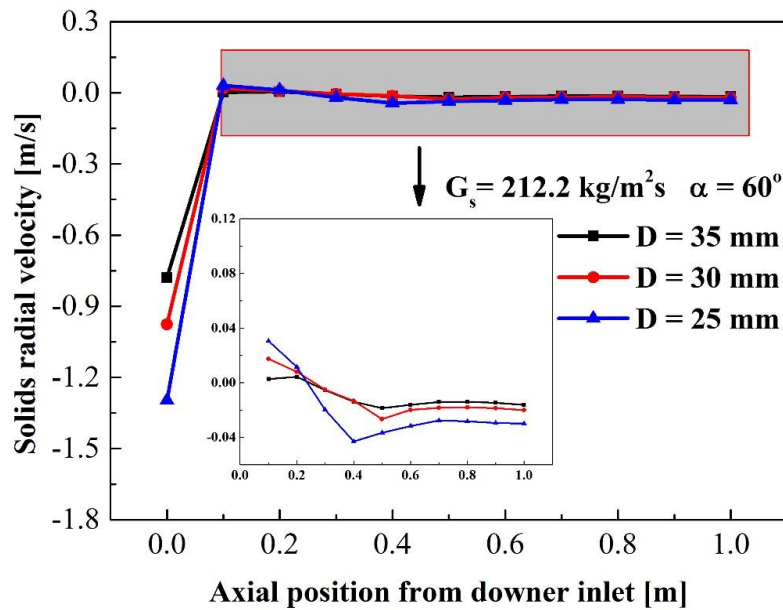 0.3
0.0
-0.3
-0.6
-0.9
-1.2
-1.5
-1.8
Solids radial velocity [m/s]
G_s = 212.2 kg/m²s α = 60°
D = 35 mm
D = 30 mm
D = 25 mm
0.12
0.08
0.04
0.00
-0.04
0.0 0.2 0.4 0.6 0.8 1.0
0.0 0.2 0.4 0.6 0.8 1.0
Axial position from downer inlet [m]